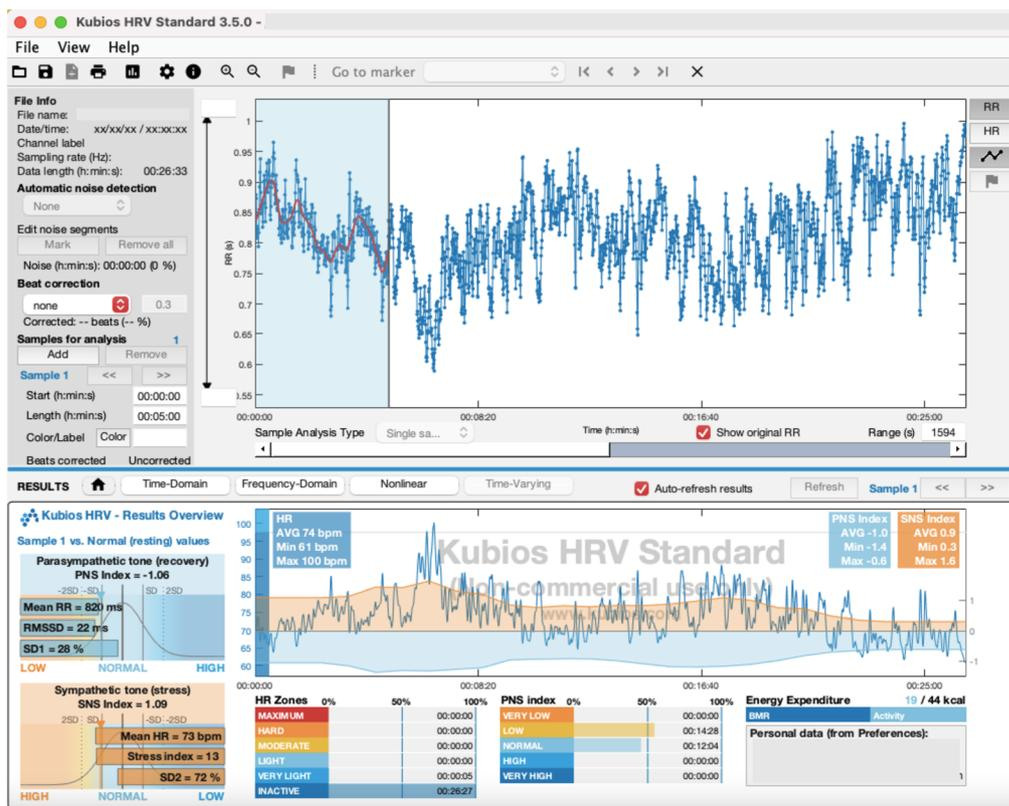 Kubios HRV Standard 3.5.0 -
File View Help
Go to marker
File Info
File name:
Date/time: xx/xx/xx / xx:xx:xx
Channel label
Sampling rate (Hz):
Data length (h:min:s): 00:26:33
Automatic noise detection
None
Edit noise segments
Mark Remove all
Noise (h:min:s): 00:00:00 (0 %)
Beat correction
none 0.3
Corrected: -- beats (-- %)
Samples for analysis 1
Add Remove
Sample 1 << >>
Start (h:min:s) 00:00:00
Length (h:min:s) 00:05:00
Color/Label Color
Beats corrected Uncorrected
RR (s)
1
0.95
0.9
0.85
0.8
0.75
0.7
0.65
0.6
0.55
00:00:00 00:08:20 00:16:40 00:25:00
RR
HR
Sample Analysis Type Single sa... Time (h:min:s) Show original RR Range (s) 1594
RESULTS Time-Domain Frequency-Domain Nonlinear Time-Varying Auto-refresh results Refresh Sample 1 << >>
Kubios HRV - Results Overview
Sample 1 vs. Normal (resting) values
Parasympathetic tone (recovery)
PNS Index = -1.06
-2SD -SD SD 2SD
Mean RR = 820 ms
RMSSD = 22 ms
SD1 = 28 %
LOW NORMAL HIGH
Sympathetic tone (stress)
SNS Index = 1.09
2SD SD -SD -2SD
Mean HR = 73 bpm
Stress index = 13
SD2 = 72 %
HIGH NORMAL LOW
100
95
90
85
80
75
70
65
60
HR
AVG 74 bpm
Min 61 bpm
Max 100 bpm
Kubios HRV Standard
(Non-commercial use only)
PNS Index
AVG -1.0
Min -1.4
Max -0.6
SNS Index
AVG 0.9
Min 0.3
Max 1.6
1
0
-1
00:00:00 00:08:20 00:16:40 00:25:00
HR Zones 0% 50% 100%
MAXIMUM 00:00:00
HARD 00:00:00
MODERATE 00:00:00
LIGHT 00:00:00
VERY LIGHT 00:00:05
INACTIVE 00:26:27
PNS index 0% 50% 100%
VERY LOW 00:00:00
LOW 00:14:28
NORMAL 00:12:04
HIGH 00:00:00
VERY HIGH 00:00:00
Energy Expenditure 19 / 44 kcal
BMR Activity
Personal data (from Preferences):